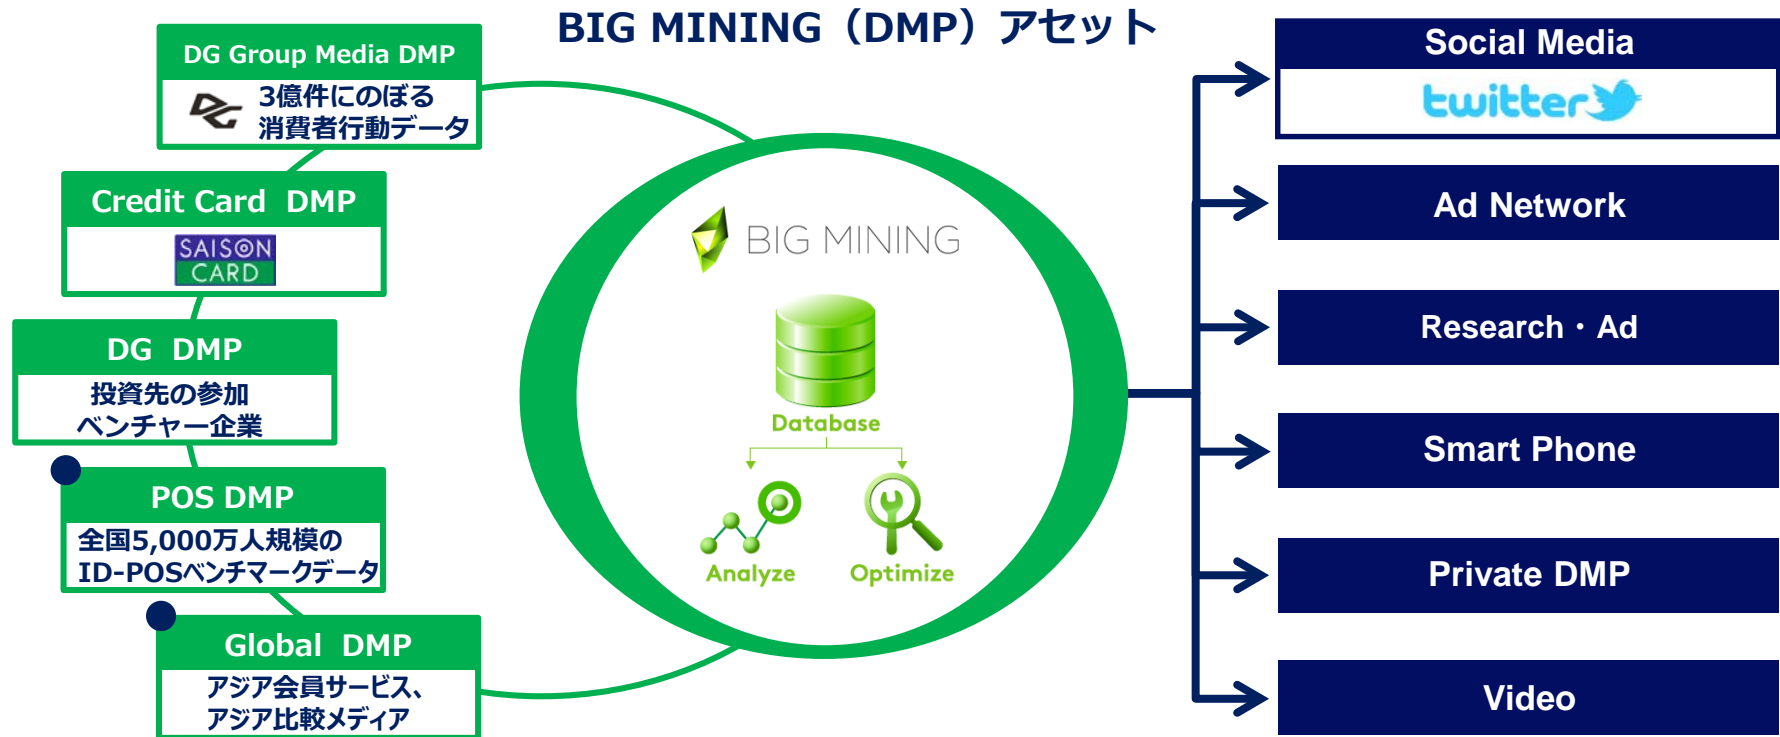 BIG MINING（DMP）アセット
DG Group Media DMP
DG
3億件にのぼる
消費者行動データ
Credit Card DMP
SAISON
CARD
DG DMP
投資先の参加
ベンチャー企業
POS DMP
全国5,000万人規模の
ID-POSベンチマークデータ
Global DMP
アジア会員サービス、
アジア比較メディア
BIG MINING
Database
Analyze
Optimize
Social Media
twitter
Ad Network
Research・Ad
Smart Phone
Private DMP
Video